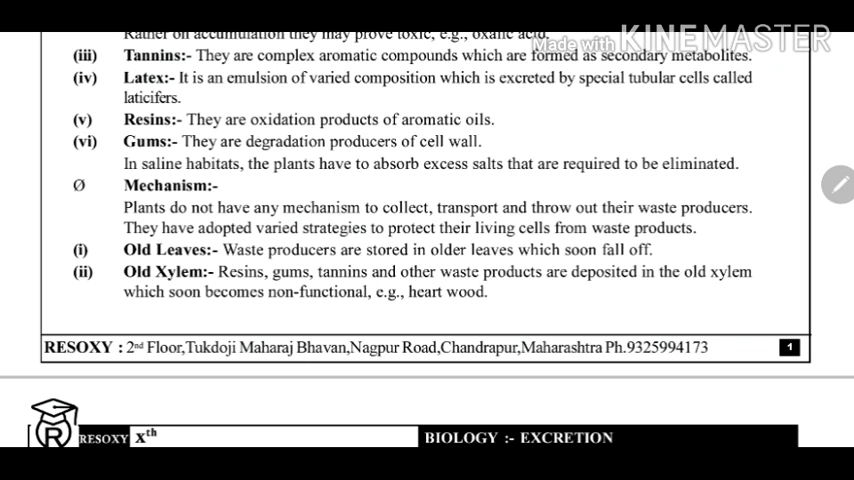 Rather on accumulation they may prove toxic, e.g., oxalic acid.
Made with KINEMASTER
(iii) Tannins:- They are complex aromatic compounds which are formed as secondary metabolites.
(iv) Latex:- It is an emulsion of varied composition which is excreted by special tubular cells called
laticifers.
(v) Resins:- They are oxidation products of aromatic oils.
(vi) Gums:- They are degradation producers of cell wall.
In saline habitats, the plants have to absorb excess salts that are required to be eliminated.
Ø Mechanism:-
Plants do not have any mechanism to collect, transport and throw out their waste producers.
They have adopted varied strategies to protect their living cells from waste products.
(i) Old Leaves:- Waste producers are stored in older leaves which soon fall off.
(ii) Old Xylem:- Resins, gums, tannins and other waste products are deposited in the old xylem
which soon becomes non-functional, e.g., heart wood.
RESOXY : 2nd Floor,Tukdoji Maharaj Bhavan,Nagpur Road,Chandrapur,Maharashtra Ph.9325994173 1
R RESOXY Xth BIOLOGY :- EXCRETION